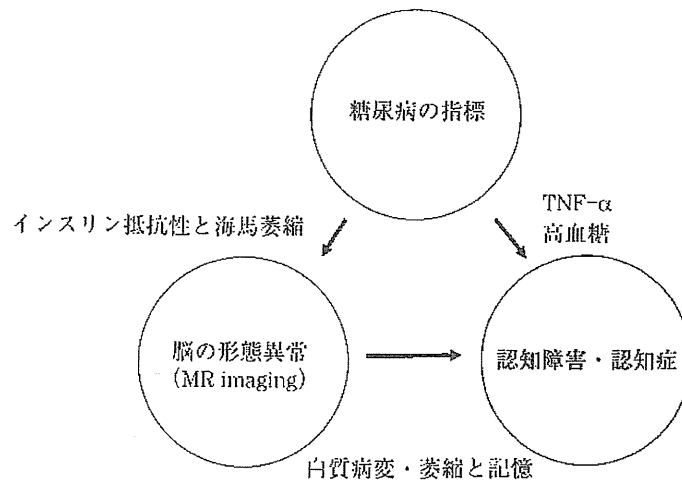 糖尿病の指標
インスリン抵抗性と海馬萎縮
TNF-α
高血糖
脳の形態異常
(MR imaging)
認知障害・認知症
白質病変・萎縮と記憶